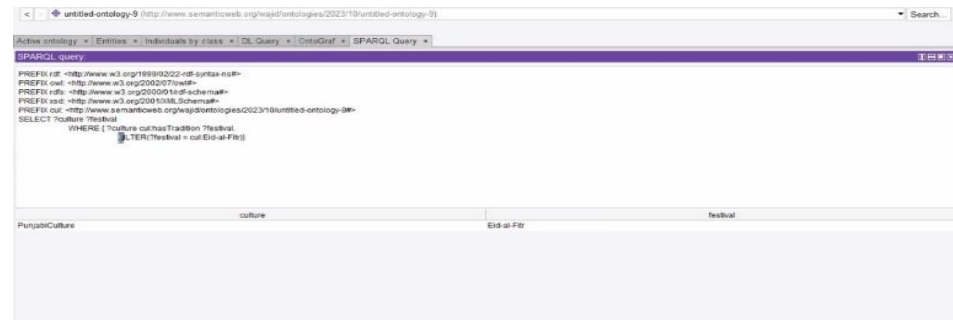 < > untitled-ontology-9 (http://www.semanticweb.org/wajid/ontologies/2023/10/untitled-ontology-9) Search...
Active ontology × Entities × Individuals by class × DL Query × OntoGraf × SPARQL Query ×
SPARQL query:
PREFIX rdf: <http://www.w3.org/1999/02/22-rdf-syntax-ns#>
PREFIX owl: <http://www.w3.org/2002/07/owl#>
PREFIX rdfs: <http://www.w3.org/2000/01/rdf-schema#>
PREFIX xsd: <http://www.w3.org/2001/XMLSchema#>
PREFIX cul: <http://www.semanticweb.org/wajid/ontologies/2023/10/untitled-ontology-9#>
SELECT ?culture ?festival
WHERE { ?culture cul:hasTradition ?festival.
LTER(?festival = cul:Eid-al-Fitr)}
culture festival
PunjabiCulture Eid-al-Fitr